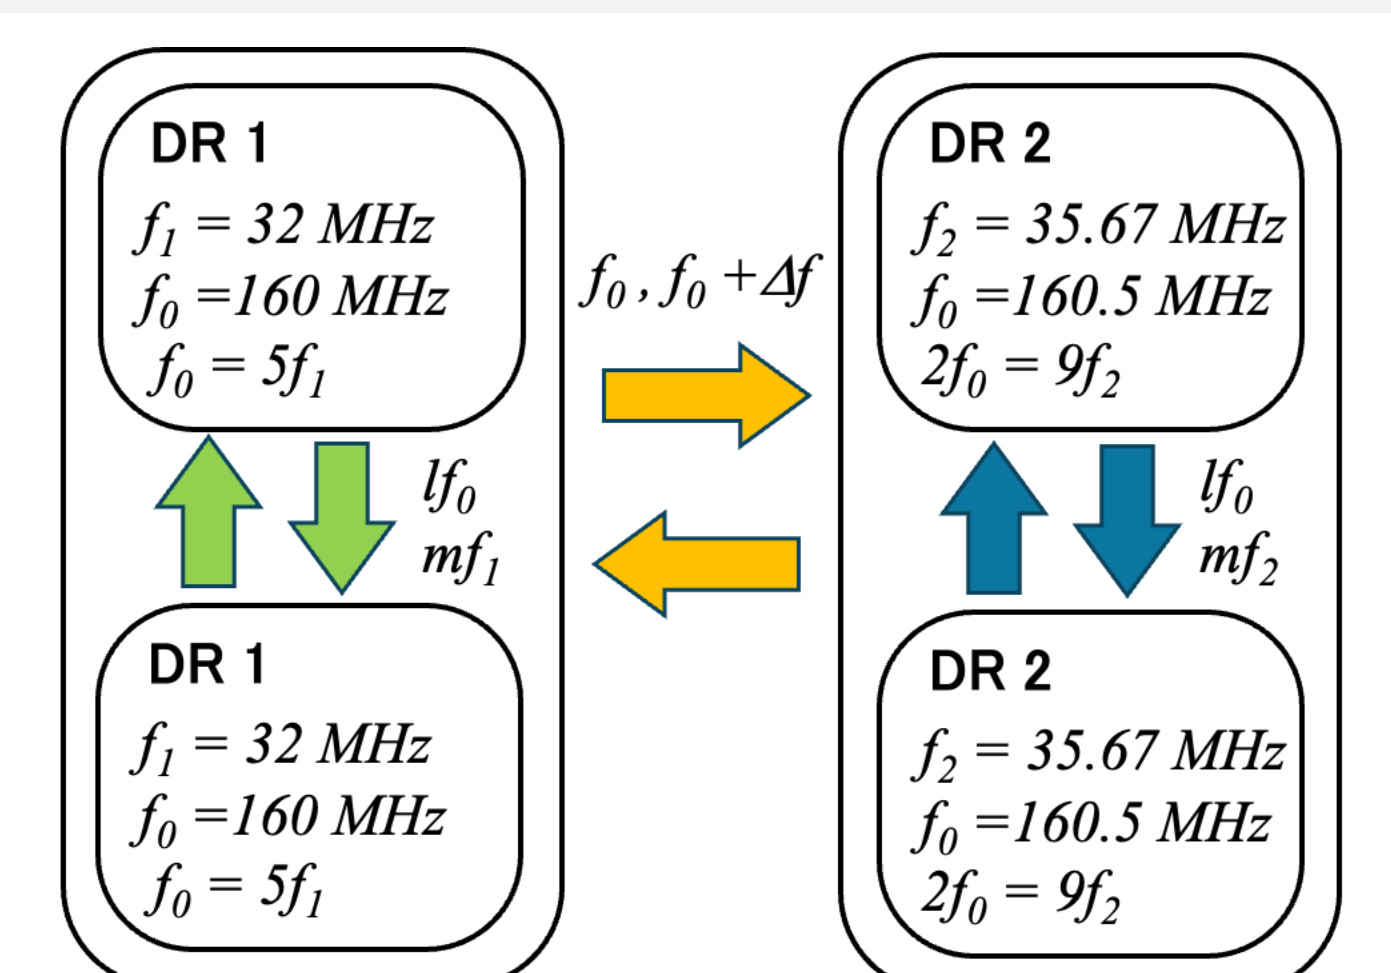 DR 1
f₁ = 32 MHz
f₀ =160 MHz
f₀ = 5f₁
lf₀
mf₁
DR 1
f₁ = 32 MHz
f₀ =160 MHz
f₀ = 5f₁
f₀ , f₀ +Δf
DR 2
f₂ = 35.67 MHz
f₀ =160.5 MHz
2f₀ = 9f₂
lf₀
mf₂
DR 2
f₂ = 35.67 MHz
f₀ =160.5 MHz
2f₀ = 9f₂